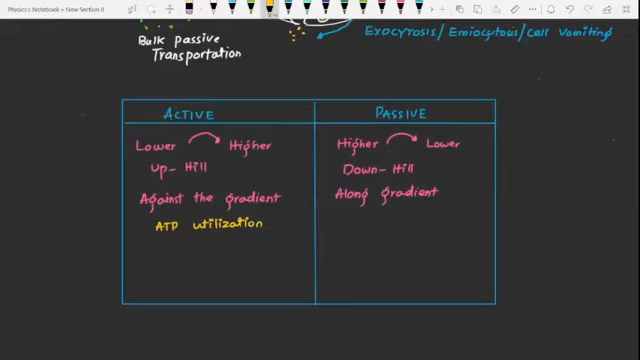 Physics's Notebook » New Section 8
Bulk Passive
Transportation
Exocytosis/Emiocytosis/Cell Vomiting
ACTIVE
PASSIVE
Lower Higher
Higher Lower
Up-Hill
Down-Hill
Against the gradient
Along gradient
ATP utilization